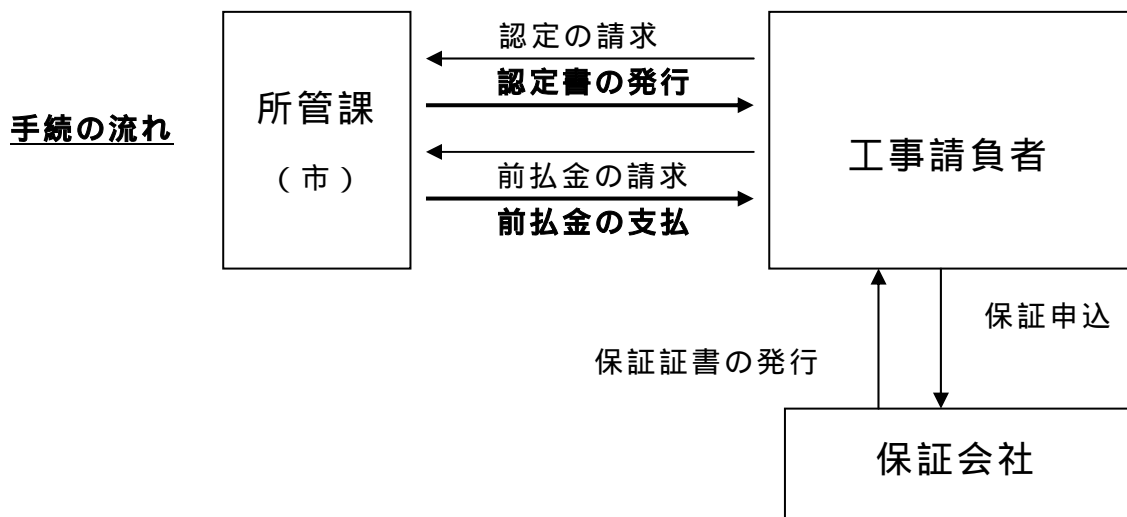 手続の流れ
所管課
（市）
認定の請求
認定書の発行
前払金の請求
前払金の支払
工事請負者
保証申込
保証証書の発行
保証会社